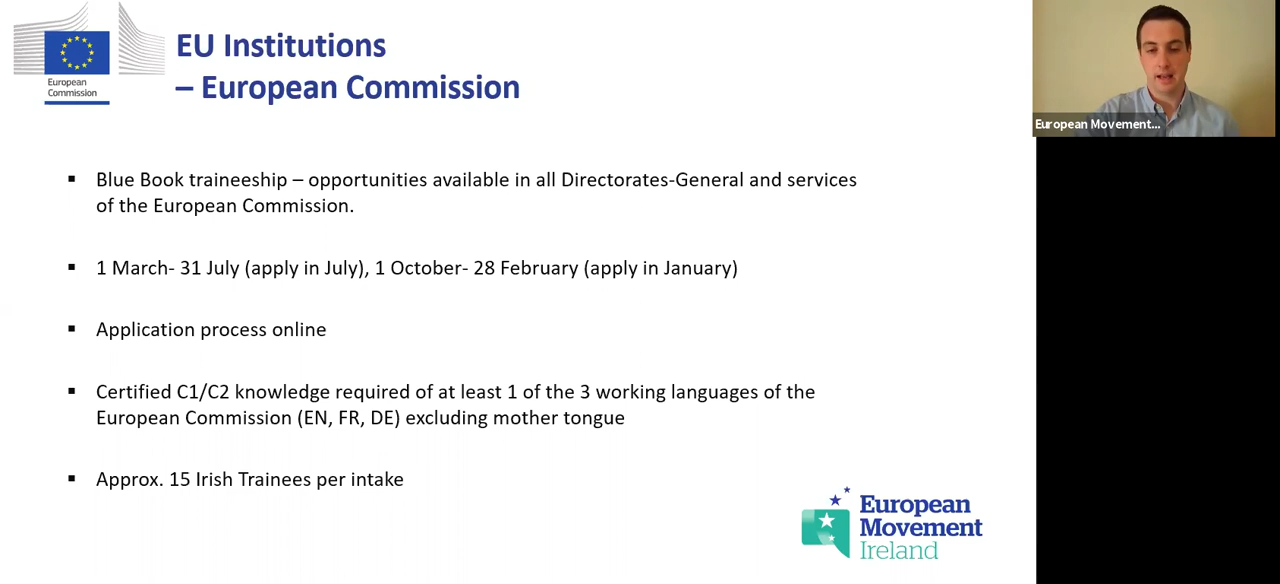 EU Institutions
– European Commission
European
Commission
European Movement...
▪ Blue Book traineeship – opportunities available in all Directorates-General and services
of the European Commission.
▪ 1 March- 31 July (apply in July), 1 October- 28 February (apply in January)
▪ Application process online
▪ Certified C1/C2 knowledge required of at least 1 of the 3 working languages of the
European Commission (EN, FR, DE) excluding mother tongue
▪ Approx. 15 Irish Trainees per intake
European
Movement
Ireland